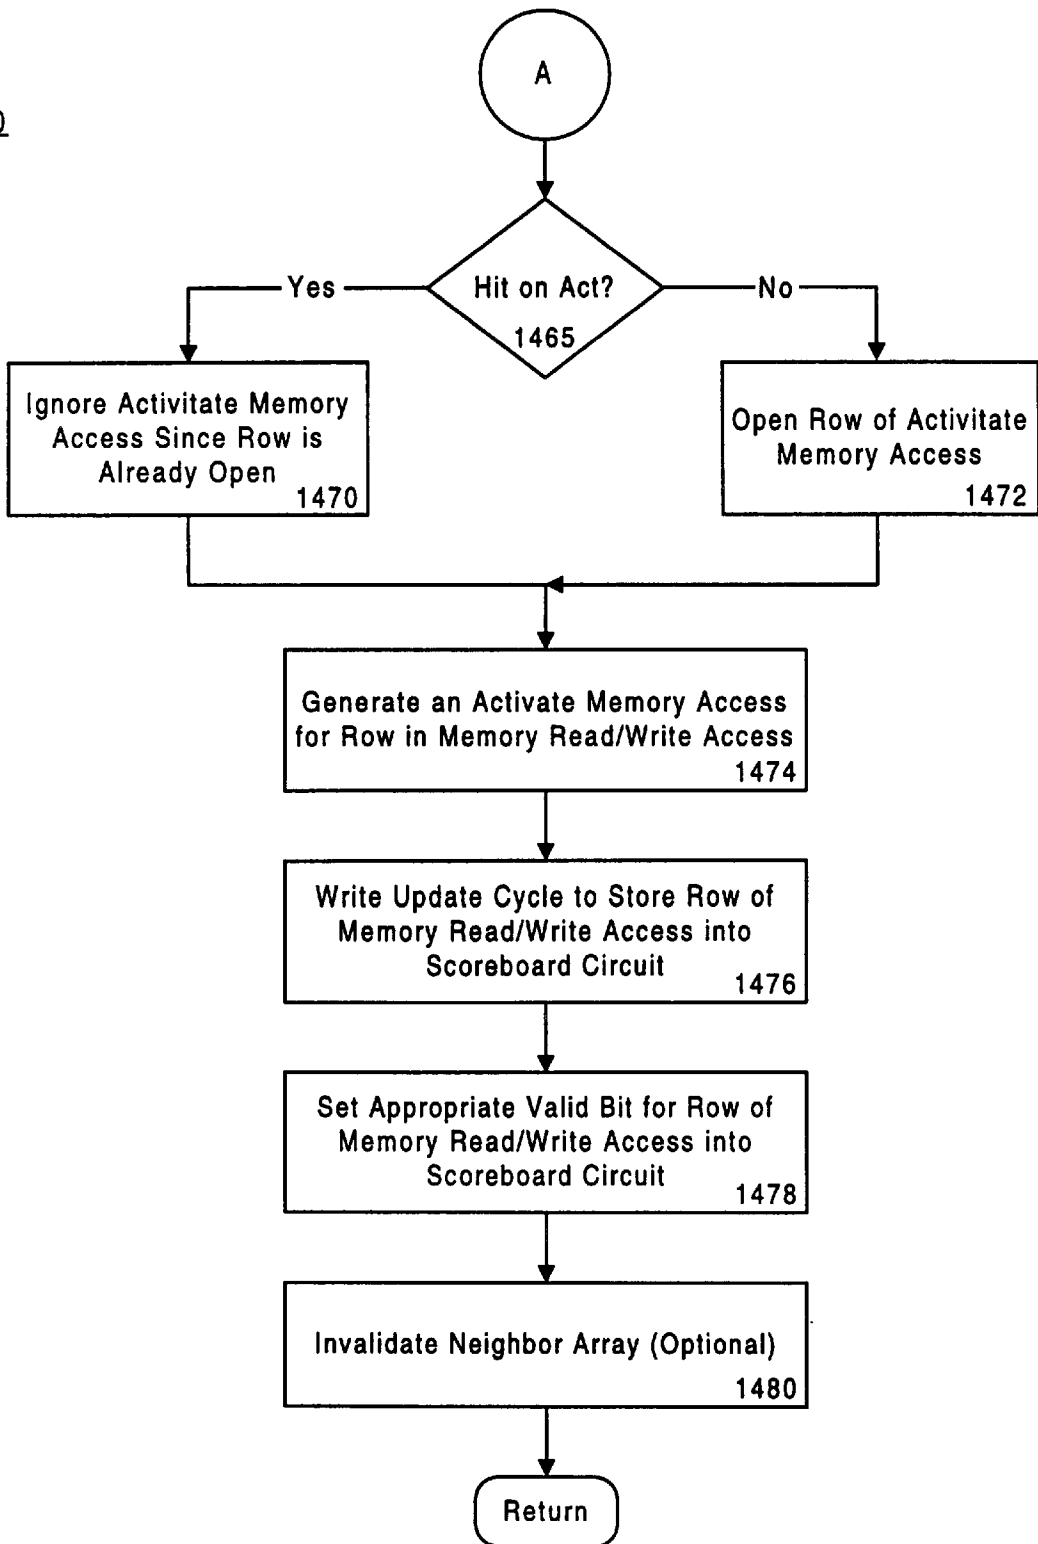 A
Hit on Act?
1465
Yes
No
Ignore Activitate Memory
Access Since Row is
Already Open
1470
Open Row of Activitate
Memory Access
1472
Generate an Activate Memory Access
for Row in Memory Read/Write Access
1474
Write Update Cycle to Store Row of
Memory Read/Write Access into
Scoreboard Circuit
1476
Set Appropriate Valid Bit for Row of
Memory Read/Write Access into
Scoreboard Circuit
1478
Invalidate Neighbor Array (Optional)
1480
Return